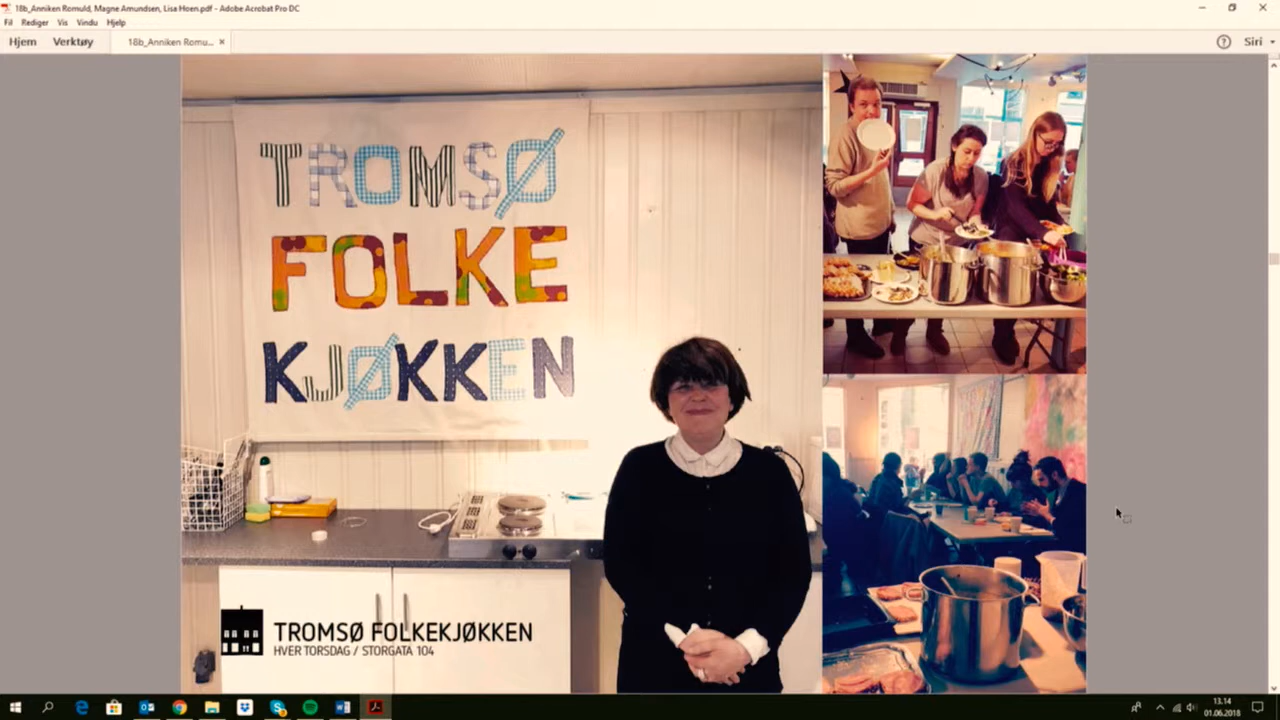 18b_Anniken Romuld, Magne Amundsen, Lisa Hoen.pdf - Adobe Acrobat Pro DC
Fil Rediger Vis Vindu Hjelp
Hjem Verktøy 18b_Anniken Romu... × Siri
TROMSØ
FOLKE
KJØKKEN
TROMSØ FOLKEKJØKKEN
HVER TORSDAG / STORGATA 104
13.14
01.06.2018